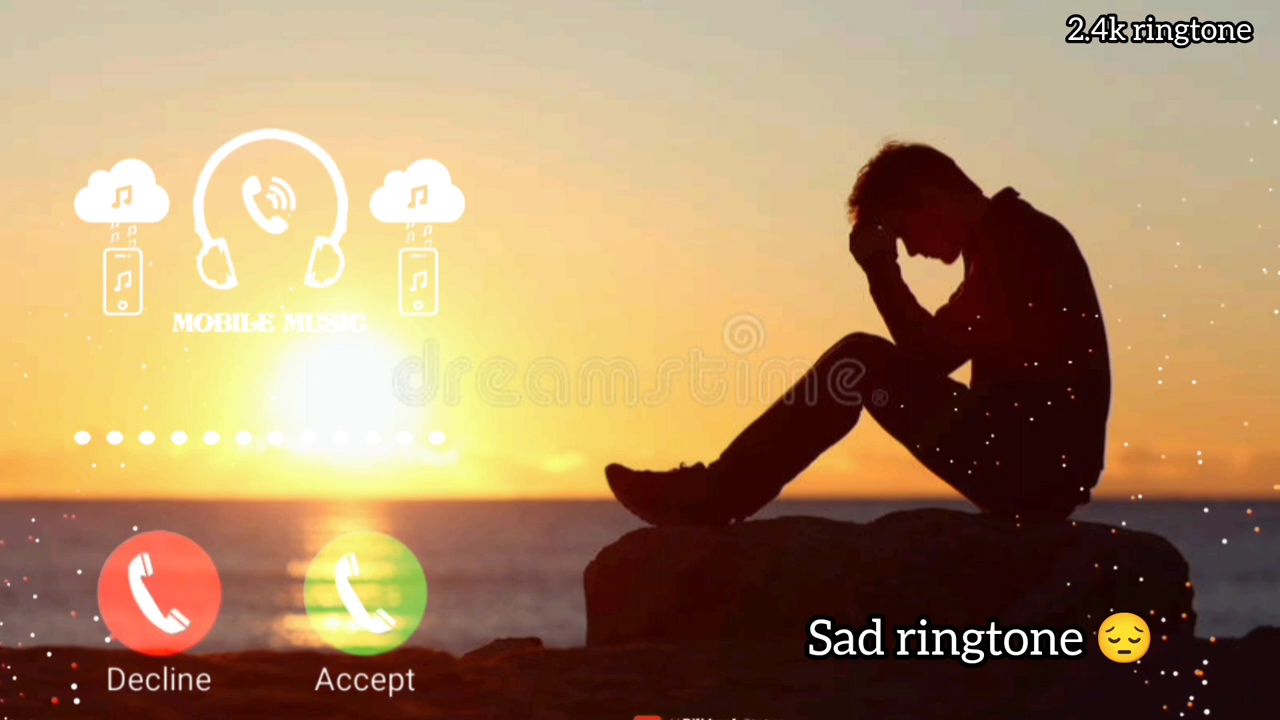 2.4k ringtone
MOBILE MUSIC
dreamstime®
Decline
Accept
Sad ringtone 😔